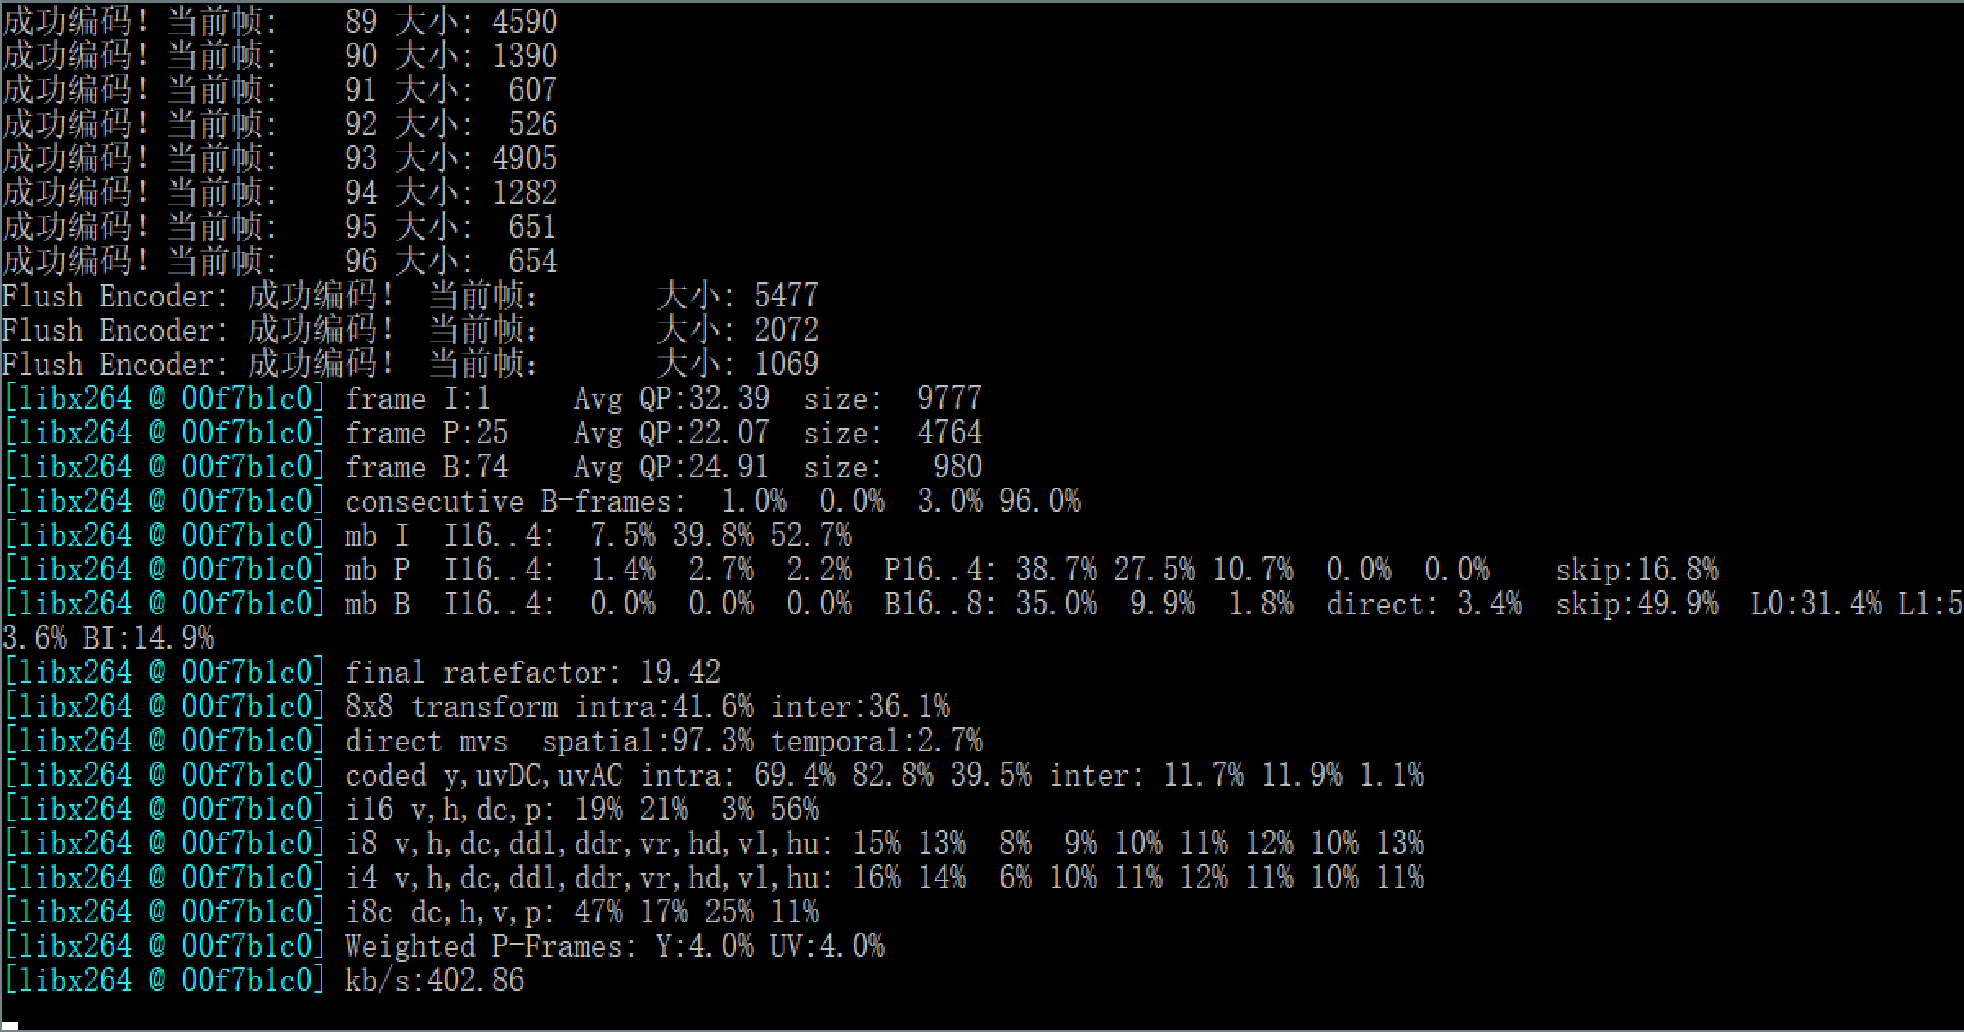 成功编码! 当前帧:    89 大小: 4590
成功编码! 当前帧:    90 大小: 1390
成功编码! 当前帧:    91 大小:  607
成功编码! 当前帧:    92 大小:  526
成功编码! 当前帧:    93 大小: 4905
成功编码! 当前帧:    94 大小: 1282
成功编码! 当前帧:    95 大小:  651
成功编码! 当前帧:    96 大小:  654
Flush Encoder: 成功编码!  当前帧:       大小: 5477
Flush Encoder: 成功编码!  当前帧:       大小: 2072
Flush Encoder: 成功编码!  当前帧:       大小: 1069
[libx264 @ 00f7b1c0] frame I:1     Avg QP:32.39  size:  9777
[libx264 @ 00f7b1c0] frame P:25    Avg QP:22.07  size:  4764
[libx264 @ 00f7b1c0] frame B:74    Avg QP:24.91  size:   980
[libx264 @ 00f7b1c0] consecutive B-frames:  1.0%  0.0%  3.0% 96.0%
[libx264 @ 00f7b1c0] mb I  I16..4:  7.5% 39.8% 52.7%
[libx264 @ 00f7b1c0] mb P  I16..4:  1.4%  2.7%  2.2%  P16..4: 38.7% 27.5% 10.7%  0.0%  0.0%    skip:16.8%
[libx264 @ 00f7b1c0] mb B  I16..4:  0.0%  0.0%  0.0%  B16..8: 35.0%  9.9%  1.8%  direct: 3.4%  skip:49.9%  L0:31.4% L1:5
3.6% BI:14.9%
[libx264 @ 00f7b1c0] final ratefactor: 19.42
[libx264 @ 00f7b1c0] 8x8 transform intra:41.6% inter:36.1%
[libx264 @ 00f7b1c0] direct mvs  spatial:97.3% temporal:2.7%
[libx264 @ 00f7b1c0] coded y,uvDC,uvAC intra: 69.4% 82.8% 39.5% inter: 11.7% 11.9% 1.1%
[libx264 @ 00f7b1c0] i16 v,h,dc,p: 19% 21%  3% 56%
[libx264 @ 00f7b1c0] i8 v,h,dc,ddl,ddr,vr,hd,vl,hu: 15% 13%  8%  9% 10% 11% 12% 10% 13%
[libx264 @ 00f7b1c0] i4 v,h,dc,ddl,ddr,vr,hd,vl,hu: 16% 14%  6% 10% 11% 12% 11% 10% 11%
[libx264 @ 00f7b1c0] i8c dc,h,v,p: 47% 17% 25% 11%
[libx264 @ 00f7b1c0] Weighted P-Frames: Y:4.0% UV:4.0%
[libx264 @ 00f7b1c0] kb/s:402.86